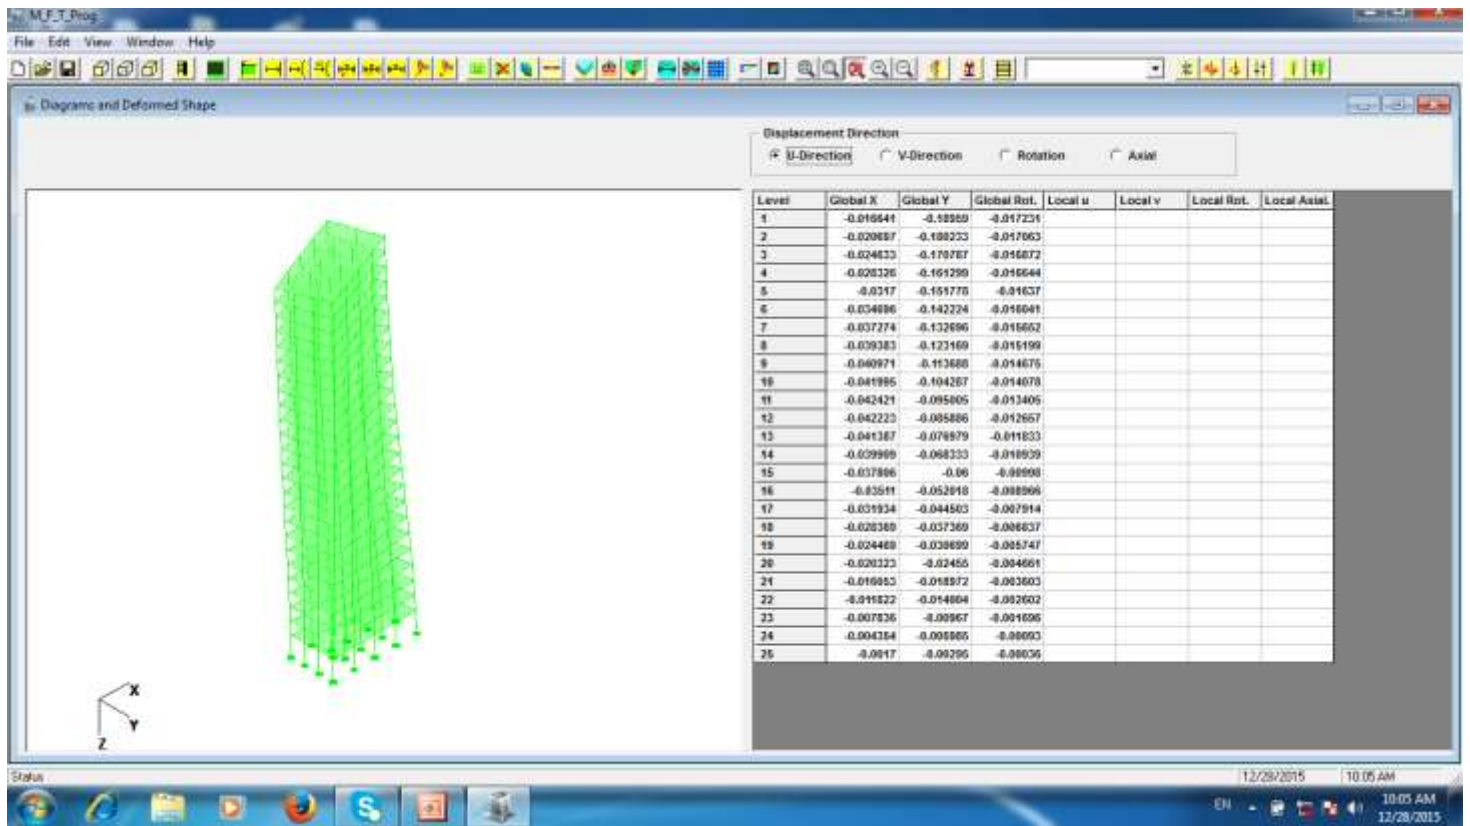 M_F_T_Prog
File Edit View Window Help
Diagrams and Deformed Shape
Displacement Direction
U-Direction V-Direction Rotation Axial
Level Global X Global Y Global Rot. Local u Local v Local Rot. Local Axial.
1 -0.016641 -0.18959 -0.017231
2 -0.020697 -0.180233 -0.017063
3 -0.024633 -0.170787 -0.016872
4 -0.028326 -0.161299 -0.016644
5 -0.0317 -0.151778 -0.01637
6 -0.034696 -0.142224 -0.016041
7 -0.037274 -0.132696 -0.015652
8 -0.039383 -0.123169 -0.015199
9 -0.040971 -0.113688 -0.014675
10 -0.041995 -0.104287 -0.014078
11 -0.042421 -0.095005 -0.013405
12 -0.042223 -0.085886 -0.012657
13 -0.041387 -0.076979 -0.011833
14 -0.039909 -0.068333 -0.010939
15 -0.037806 -0.06 -0.00998
16 -0.03511 -0.052018 -0.008966
17 -0.031934 -0.044503 -0.007914
18 -0.028369 -0.037369 -0.006837
19 -0.024469 -0.030699 -0.005747
20 -0.020323 -0.02455 -0.004661
21 -0.016053 -0.018972 -0.003603
22 -0.011822 -0.014004 -0.002602
23 -0.007836 -0.00967 -0.001696
24 -0.004354 -0.00093
25 -0.0017 -0.00296 -0.00036
X
Y
Z
Status 12/28/2015 10:05 AM
EN 10:05 AM
12/28/2015